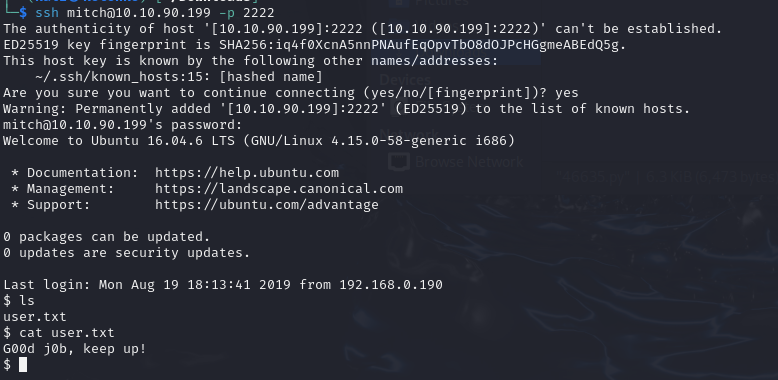 └─$ ssh mitch@10.10.90.199 -p 2222
The authenticity of host '[10.10.90.199]:2222 ([10.10.90.199]:2222)' can't be established.
ED25519 key fingerprint is SHA256:iq4f0XcnA5nnPNAufEqOpvTbO8dOJPcHGgmeABEdQ5g.
This host key is known by the following other names/addresses:
~/.ssh/known_hosts:15: [hashed name]
Are you sure you want to continue connecting (yes/no/[fingerprint])? yes
Warning: Permanently added '[10.10.90.199]:2222' (ED25519) to the list of known hosts.
mitch@10.10.90.199's password:
Welcome to Ubuntu 16.04.6 LTS (GNU/Linux 4.15.0-58-generic i686)
* Documentation: https://help.ubuntu.com
* Management: https://landscape.canonical.com
* Support: https://ubuntu.com/advantage
Pictures
Devices
Browse Network
0 packages can be updated.
0 updates are security updates.
Last login: Mon Aug 19 18:13:41 2019 from 192.168.0.190
$ ls
user.txt
$ cat user.txt
G00d j0b, keep up!
$